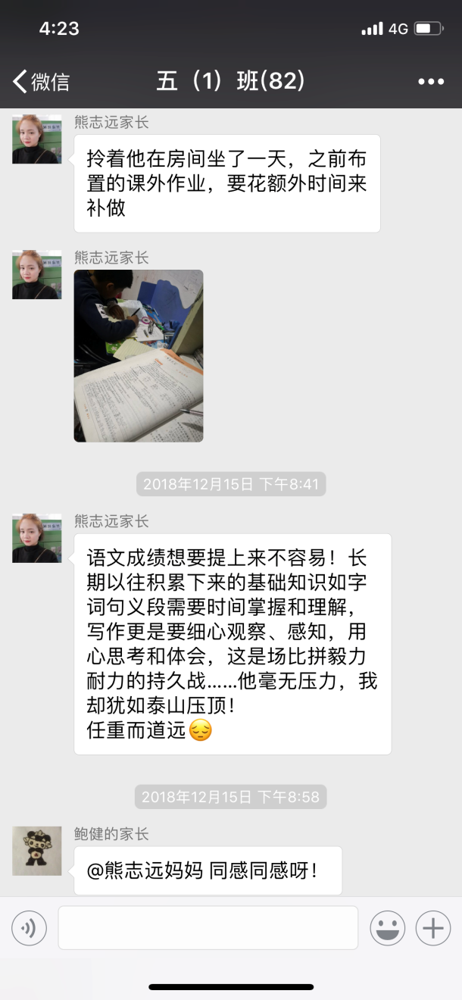 4:23
4G
微信
五（1）班(82)
熊志远家长
拎着他在房间坐了一天，之前布
置的课外作业，要花额外时间来
补做
熊志远家长
2018年12月15日 下午8:41
熊志远家长
语文成绩想要提上来不容易！长
期以往积累下来的基础知识如字
词句义段需要时间掌握和理解，
写作更是要细心观察、感知，用
心思考和体会，这是场比拼毅力
耐力的持久战……他毫无压力，我
却犹如泰山压顶！
任重而道远😔
2018年12月15日 下午8:58
鲍健的家长
@熊志远妈妈 同感同感呀！